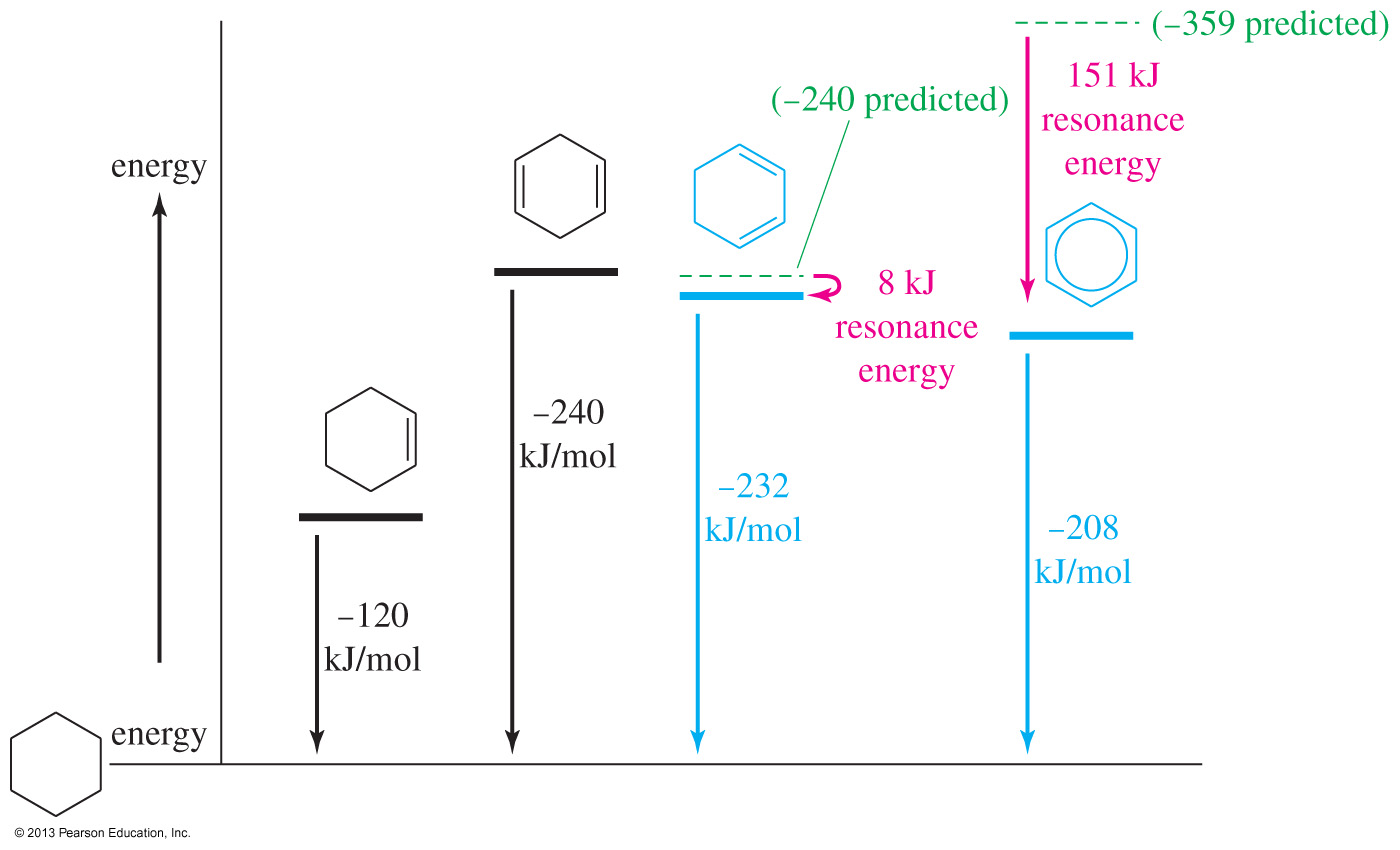 (–359 predicted)
151 kJ
resonance
energy
(–240 predicted)
energy
8 kJ
resonance
energy
–240
kJ/mol
–232
kJ/mol
–208
kJ/mol
–120
kJ/mol
energy
© 2013 Pearson Education, Inc.